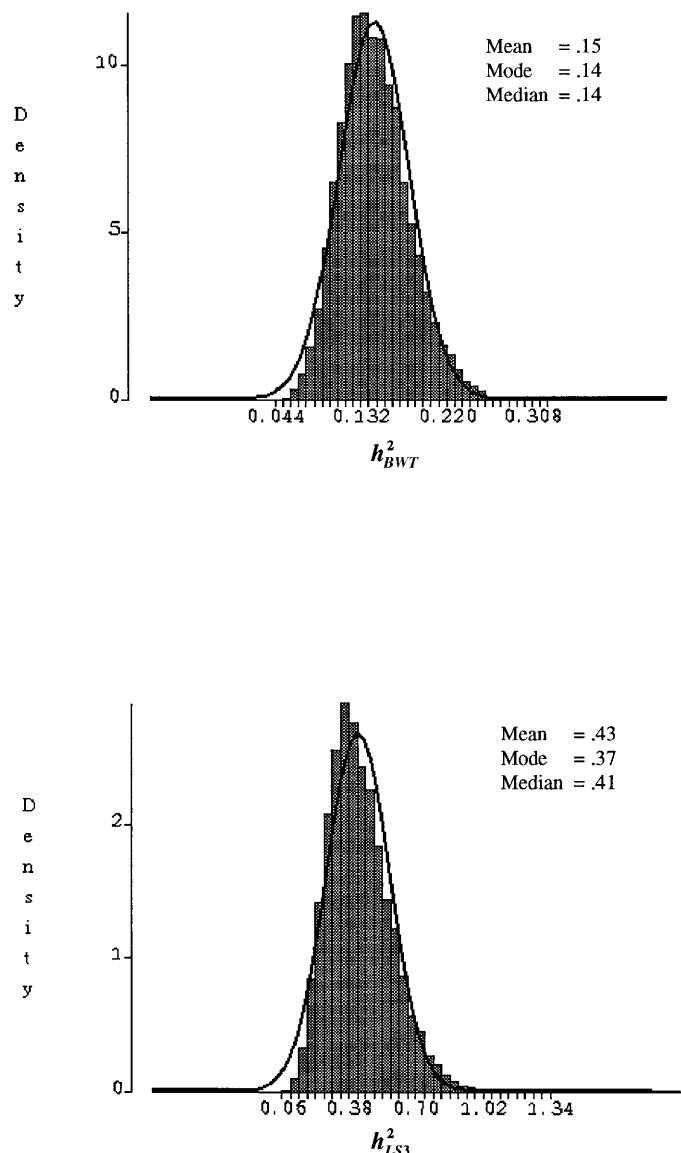 Mean = .15
Mode = .14
Median = .14
10
5
0
Density
0.044 0.132 0.220 0.308
h²BWT
Mean = .43
Mode = .37
Median = .41
2
1
0
Density
0.06 0.38 0.70 1.02 1.34
h²LS3